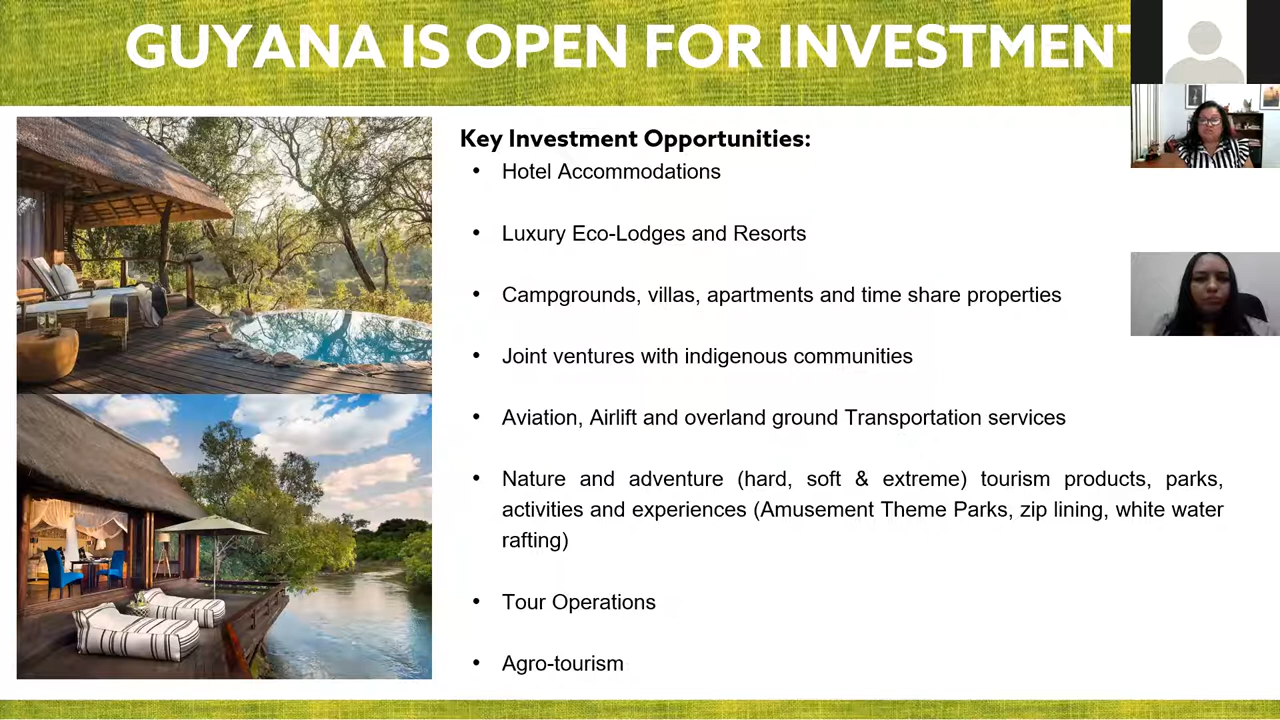 GUYANA IS OPEN FOR INVESTMENT
Key Investment Opportunities:
• Hotel Accommodations
• Luxury Eco-Lodges and Resorts
• Campgrounds, villas, apartments and time share properties
• Joint ventures with indigenous communities
• Aviation, Airlift and overland ground Transportation services
• Nature and adventure (hard, soft & extreme) tourism products, parks,
activities and experiences (Amusement Theme Parks, zip lining, white water
rafting)
• Tour Operations
• Agro-tourism